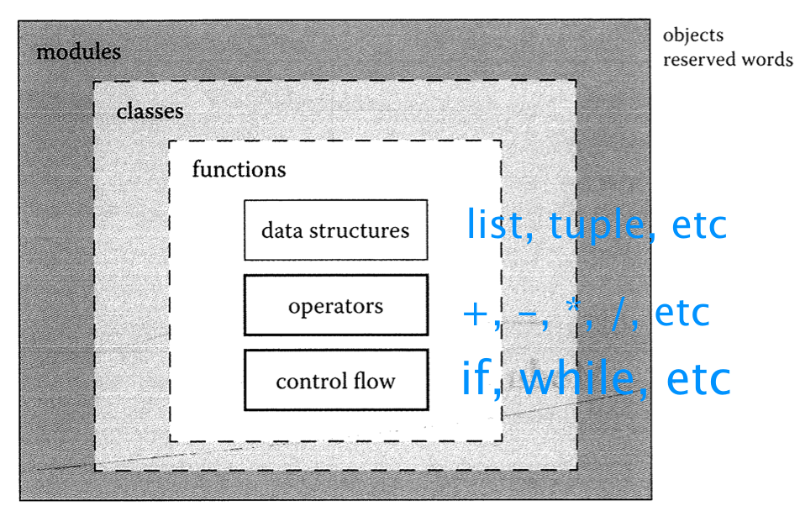 objects
reserved words
modules
classes
functions
data structures
list, tuple, etc
operators
+, -, *, /, etc
control flow
if, while, etc